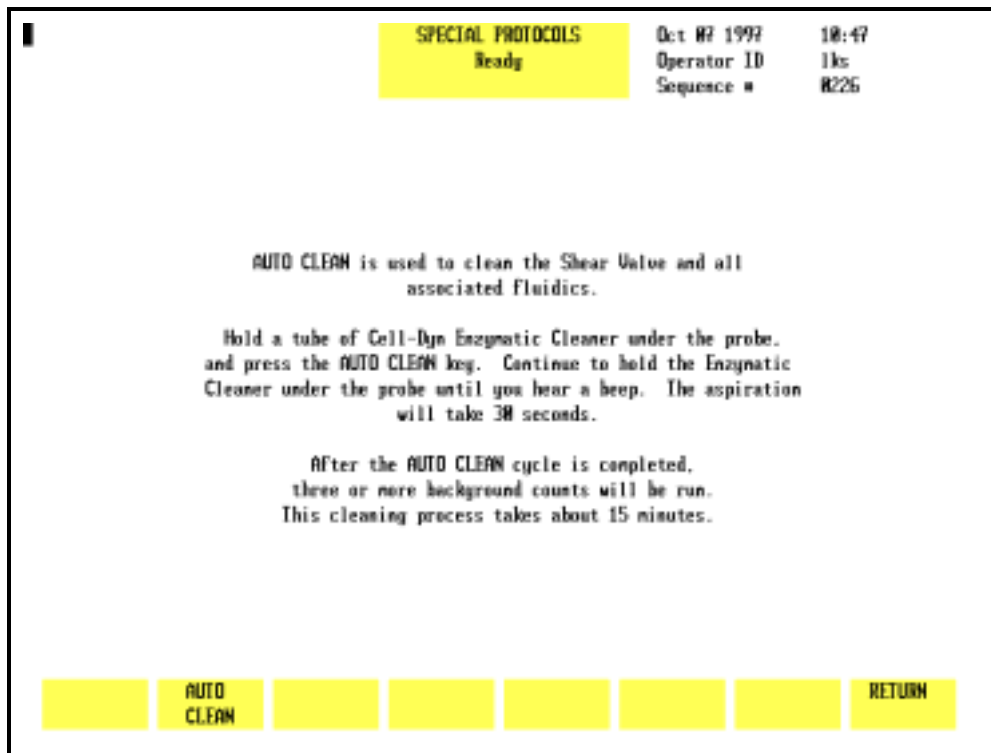 SPECIAL PROTOCOLS
Ready
Oct 07 1997 10:47
Operator ID lks
Sequence # 0226
AUTO CLEAN is used to clean the Shear Valve and all
associated fluidics.
Hold a tube of Cell-Dyn Enzymatic Cleaner under the probe,
and press the AUTO CLEAN key. Continue to hold the Enzymatic
Cleaner under the probe until you hear a beep. The aspiration
will take 30 seconds.
After the AUTO CLEAN cycle is completed,
three or more background counts will be run.
This cleaning process takes about 15 minutes.
AUTO
CLEAN
RETURN